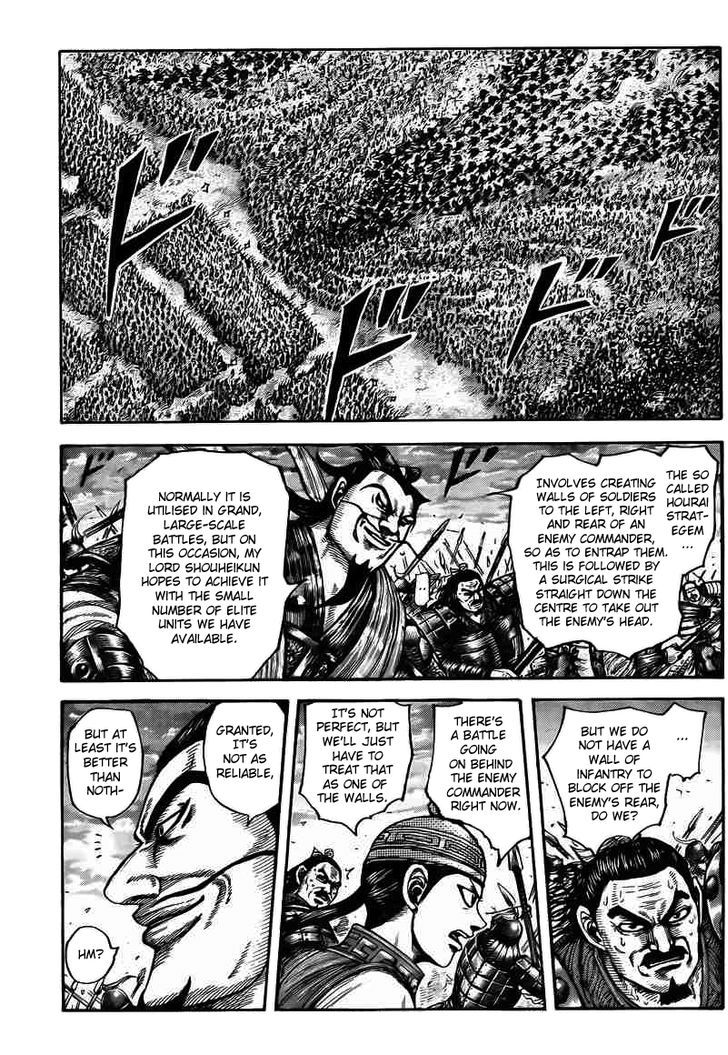 ド
ド
ド
ド
THE SO
CALLED
HOURAI
STRAT-
EGEM
...
INVOLVES CREATING
WALLS OF SOLDIERS
TO THE LEFT, RIGHT
AND REAR OF AN
ENEMY COMMANDER,
SO AS TO ENTRAP THEM.
THIS IS FOLLOWED BY
A SURGICAL STRIKE
STRAIGHT DOWN THE
CENTRE TO TAKE OUT
THE ENEMY'S HEAD.
ド
...
NORMALLY IT IS
UTILISED IN GRAND,
LARGE-SCALE
BATTLES, BUT ON
THIS OCCASION, MY
LORD SHOUHEIKUN
HOPES TO ACHIEVE IT
WITH THE SMALL
NUMBER OF ELITE
UNITS WE HAVE
AVAILABLE.
ド
...
BUT WE DO
NOT HAVE A
WALL OF
INFANTRY TO
BLOCK OFF THE
ENEMY'S REAR,
DO WE?
THERE'S
A BATTLE
GOING
ON BEHIND
THE ENEMY
COMMANDER
RIGHT NOW.
IT'S NOT
PERFECT, BUT
WE'LL JUST
HAVE TO
TREAT THAT
AS ONE OF
THE WALLS.
GRANTED,
IT'S
NOT AS
RELIABLE,
BUT AT
LEAST IT'S
BETTER
THAN
NOTH-
HM?